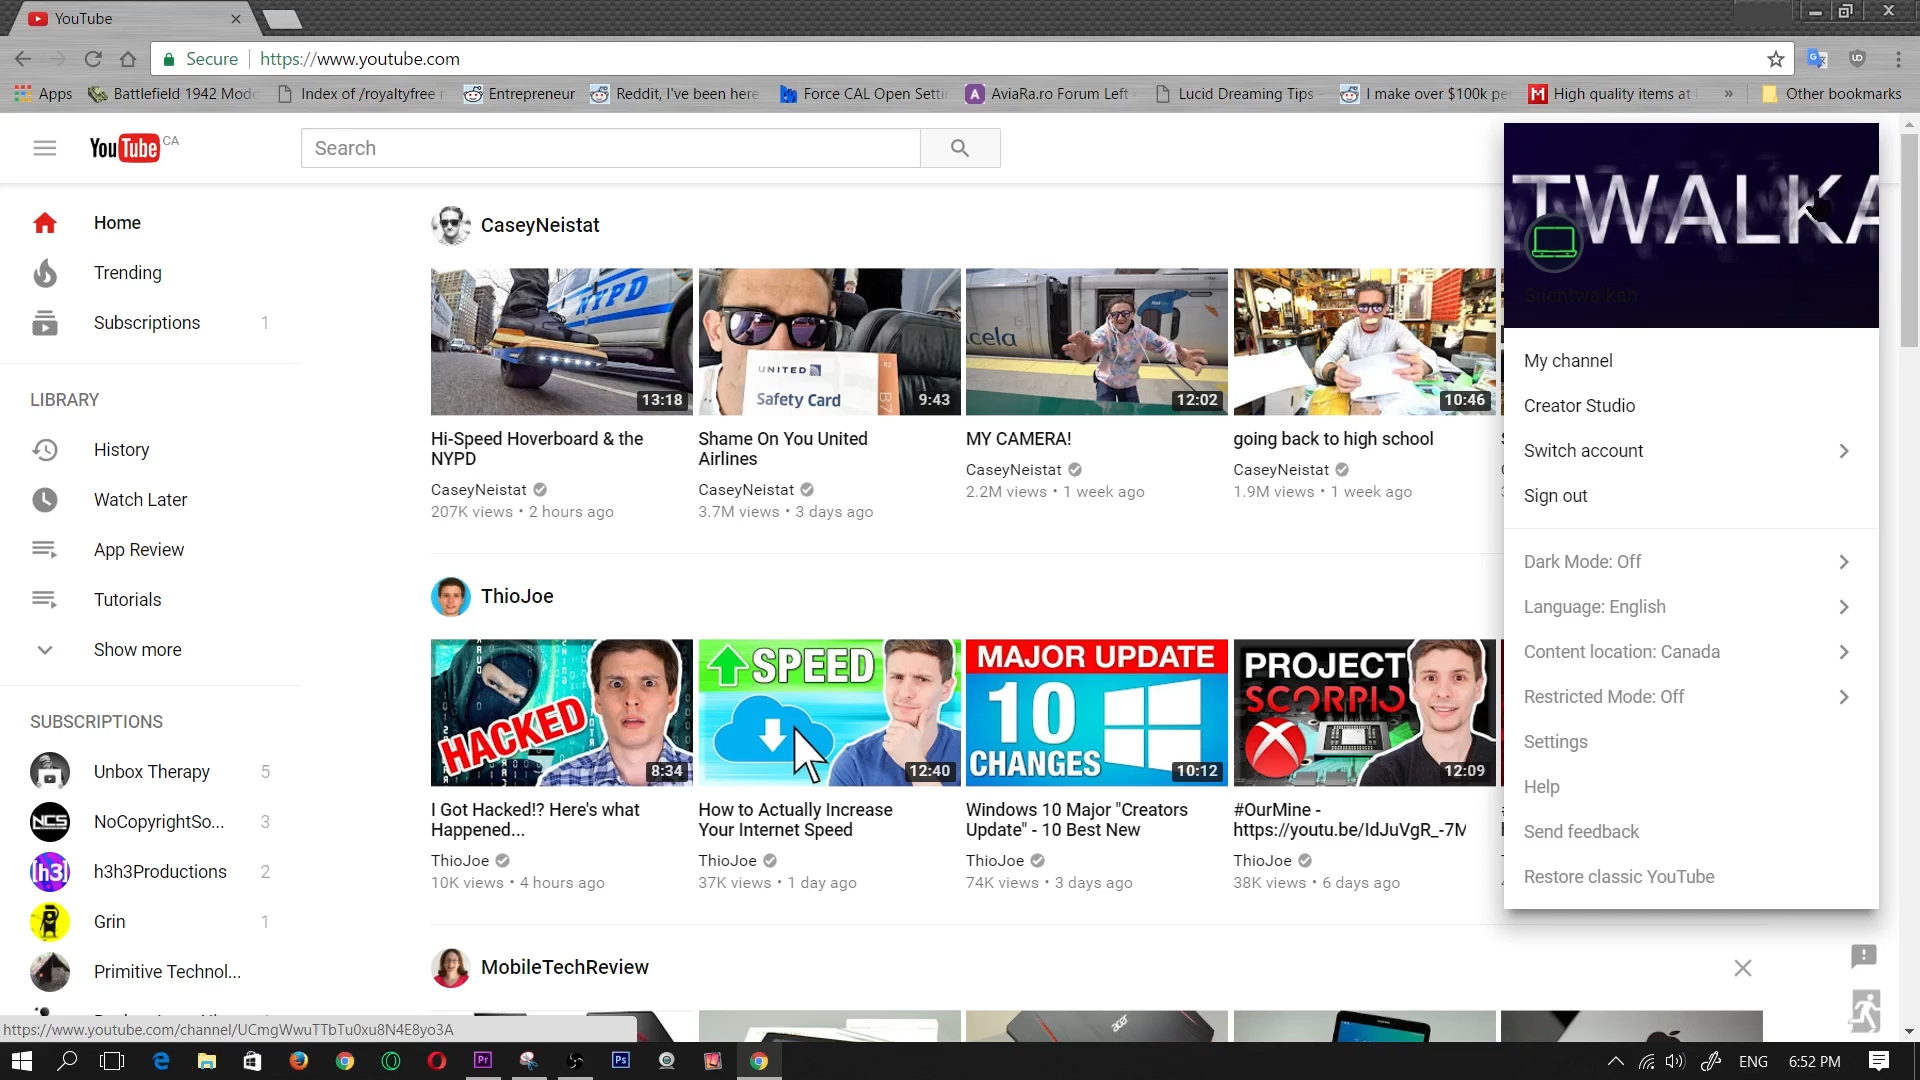 YouTube
Secure
https://www.youtube.com
Apps
Battlefield 1942 Mod
Index of /royaltyfree
Entrepreneur
Reddit, I've been here
Force CAL Open Setti
AviaRa.ro Forum Left
Lucid Dreaming Tips
I make over $100k pe
High quality items at
»
Other bookmarks
YouTube CA
Search
Home
Trending
Subscriptions 1
LIBRARY
History
Watch Later
App Review
Tutorials
Show more
SUBSCRIPTIONS
Unbox Therapy 5
NCS
NoCopyrightSo... 3
[h3]
h3h3Productions 2
Grin 1
Primitive Technol...
CaseyNeistat
NYPD
13:18
Hi-Speed Hoverboard & the
NYPD
CaseyNeistat
207K views • 2 hours ago
UNITED
Safety Card
B7
9:43
Shame On You United
Airlines
CaseyNeistat
3.7M views • 3 days ago
cela
12:02
MY CAMERA!
CaseyNeistat
2.2M views • 1 week ago
10:46
going back to high school
CaseyNeistat
1.9M views • 1 week ago
ThioJoe
HACKED
8:34
I Got Hacked!? Here's what
Happened...
ThioJoe
10K views • 4 hours ago
SPEED
12:40
How to Actually Increase
Your Internet Speed
ThioJoe
37K views • 1 day ago
MAJOR UPDATE
10
CHANGES
10:12
Windows 10 Major "Creators
Update" - 10 Best New
ThioJoe
74K views • 3 days ago
PROJECT
SCORPIO
12:09
#OurMine -
https://youtu.be/IdJuVgR_-7M
ThioJoe
38K views • 6 days ago
MobileTechReview
acer
TWALKA
Silentwalkan
My channel
Creator Studio
Switch account
Sign out
Dark Mode: Off
Language: English
Content location: Canada
Restricted Mode: Off
Settings
Help
Send feedback
Restore classic YouTube
https://www.youtube.com/channel/UCmgWwuTTbTu0xu8N4E8yo3A
Pr
Ps
ENG
6:52 PM